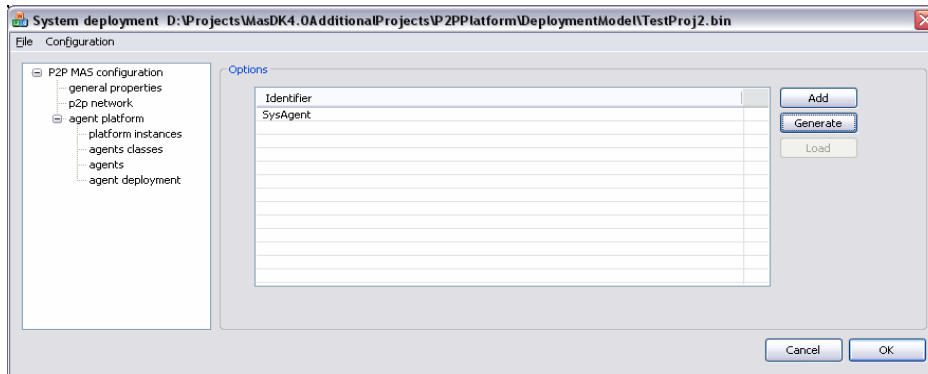 System deployment D:\Projects\MasDK4.0AdditionalProjects\P2PPlatform\DeploymentModel\TestProj2.bin
File Configuration
P2P MAS configuration
general properties
p2p network
agent platform
platform instances
agents classes
agents
agent deployment
Options
Identifier
SysAgent
Add
Generate
Load
Cancel OK